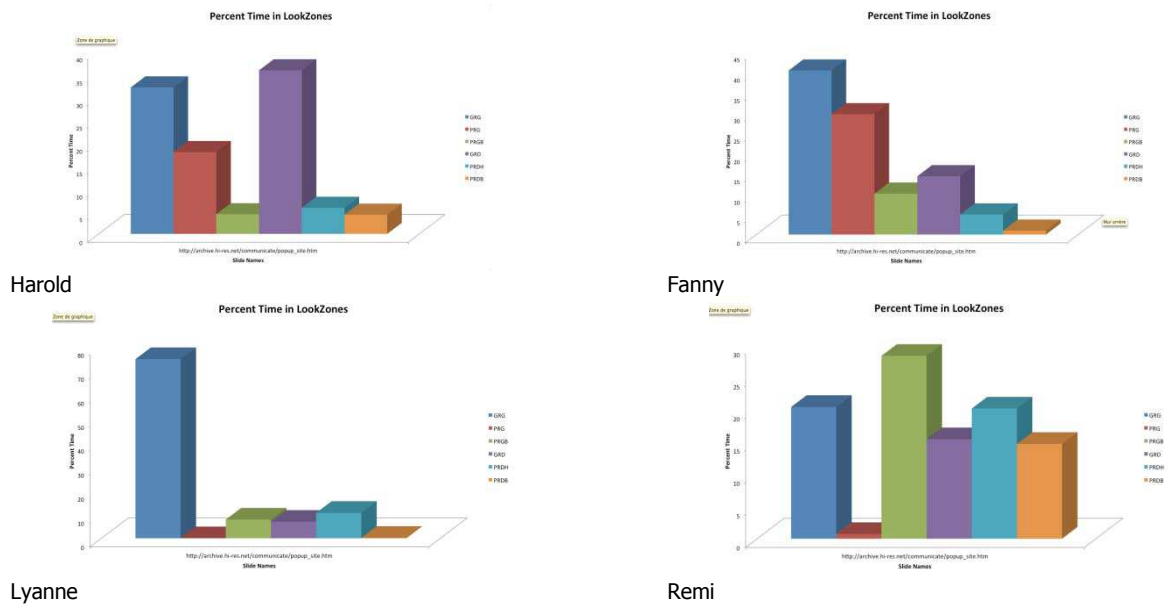 Percent Time in LookZones
Zone de graphique
40
35
30
25
20
15
10
5
0
Percent Time
GRG
PRG
PRGB
GRD
PRDH
PRDB
http://archive.hi-res.net/communicate/popup_site.htm
Slide Names
Harold
Percent Time in LookZones
45
40
35
30
25
20
15
10
5
0
Percent Time
GRG
PRG
PRGB
GRD
PRDH
PRDB
Mur arrière
http://archive.hi-res.net/communicate/popup_site.htm
Slide Names
Fanny
Percent Time in LookZones
Zone de graphique
80
70
60
50
40
30
20
10
0
Percent Time
GRG
PRG
PRGB
GRD
PRDH
PRDB
http://archive.hi-res.net/communicate/popup_site.htm
Slide Names
Lyanne
Percent Time in LookZones
Zone de graphique
30
25
20
15
10
5
0
Percent Time
GRG
PRG
PRGB
GRD
PRDH
PRDB
http://archive.hi-res.net/communicate/popup_site.htm
Slide Names
Remi